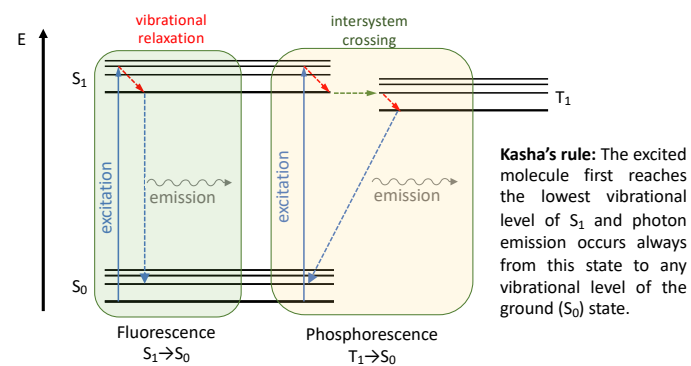 vibrational
relaxation
intersystem
crossing
E
S₁
T₁
excitation
emission
excitation
emission
S₀
Fluorescence
S₁→S₀
Phosphorescence
T₁→S₀
Kasha's rule: The excited
molecule first reaches
the lowest vibrational
level of S₁ and photon
emission occurs always
from this state to any
vibrational level of the
ground (S₀) state.